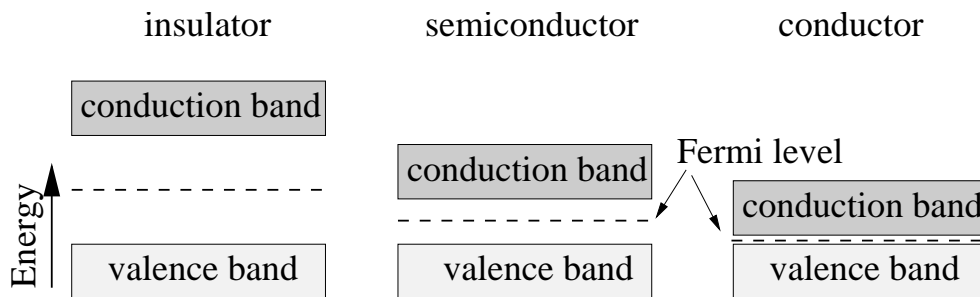 insulator
semiconductor
conductor
conduction band
conduction band
Fermi level
conduction band
Energy
valence band
valence band
valence band